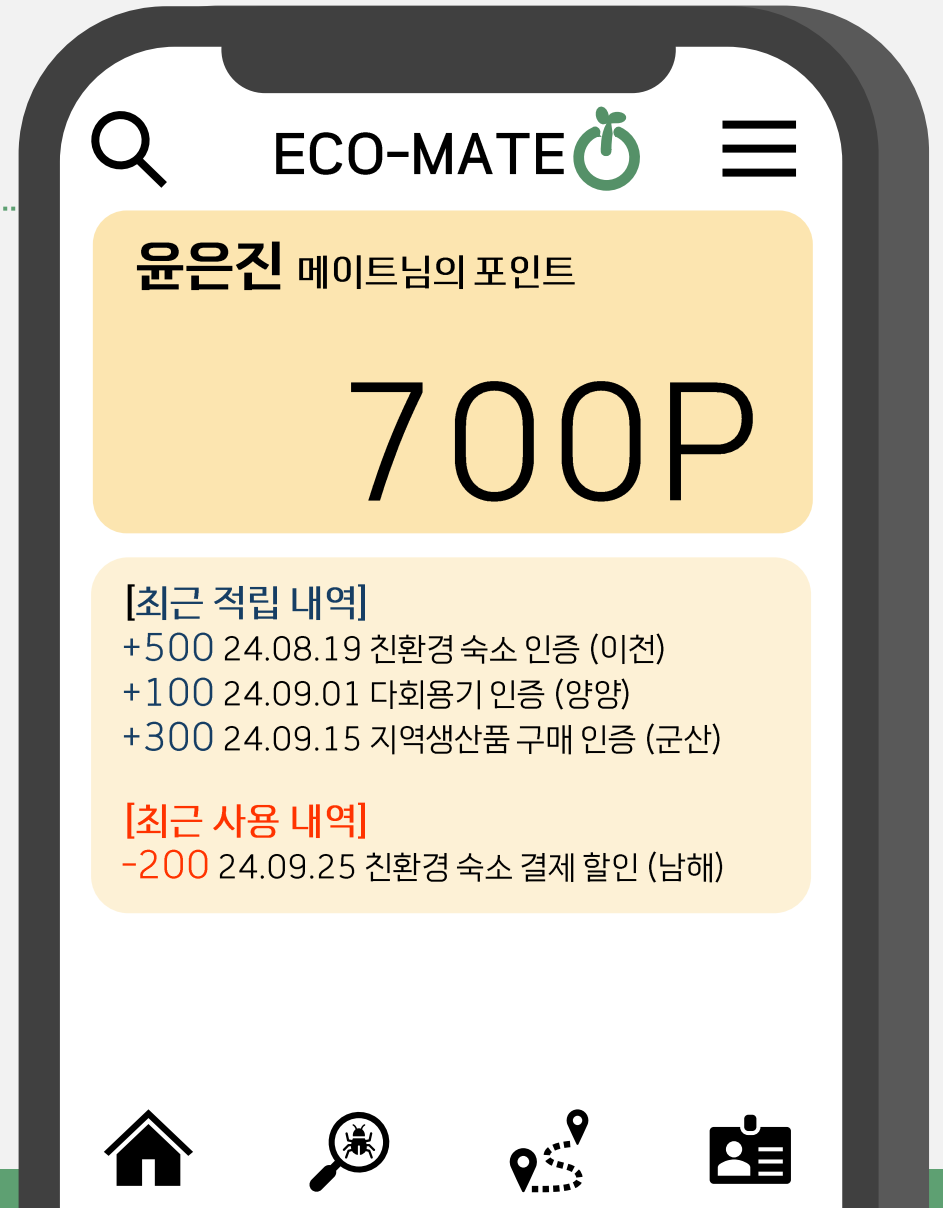 ECO-MATE
윤은진 메이트님의 포인트
700P
[최근 적립 내역]
+500 24.08.19 친환경 숙소 인증 (이천)
+100 24.09.01 다회용기 인증 (양양)
+300 24.09.15 지역생산품 구매 인증 (군산)
[최근 사용 내역]
-200 24.09.25 친환경 숙소 결제 할인 (남해)